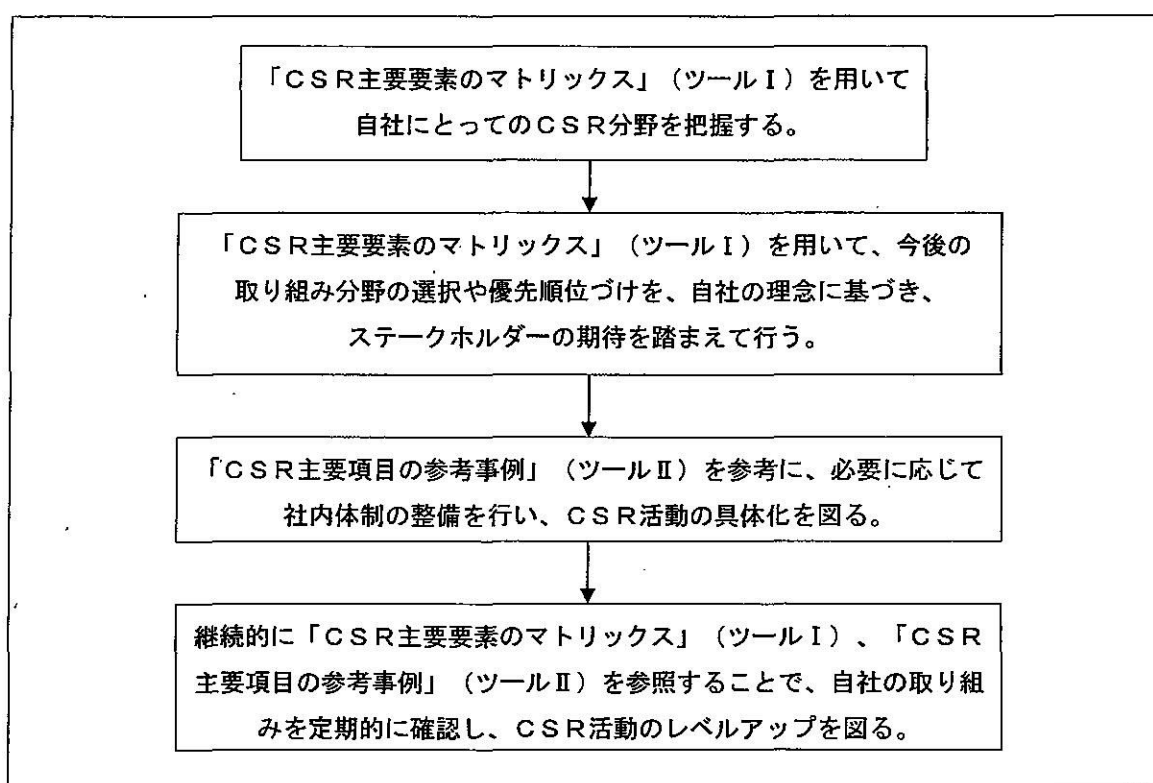 「ＣＳＲ主要要素のマトリックス」（ツールⅠ）を用いて
自社にとってのＣＳＲ分野を把握する。
「ＣＳＲ主要要素のマトリックス」（ツールⅠ）を用いて、今後の
取り組み分野の選択や優先順位づけを、自社の理念に基づき、
ステークホルダーの期待を踏まえて行う。
「ＣＳＲ主要項目の参考事例」（ツールⅡ）を参考に、必要に応じて
社内体制の整備を行い、ＣＳＲ活動の具体化を図る。
継続的に「ＣＳＲ主要要素のマトリックス」（ツールⅠ）、「ＣＳＲ
主要項目の参考事例」（ツールⅡ）を参照することで、自社の取り組
みを定期的に確認し、ＣＳＲ活動のレベルアップを図る。